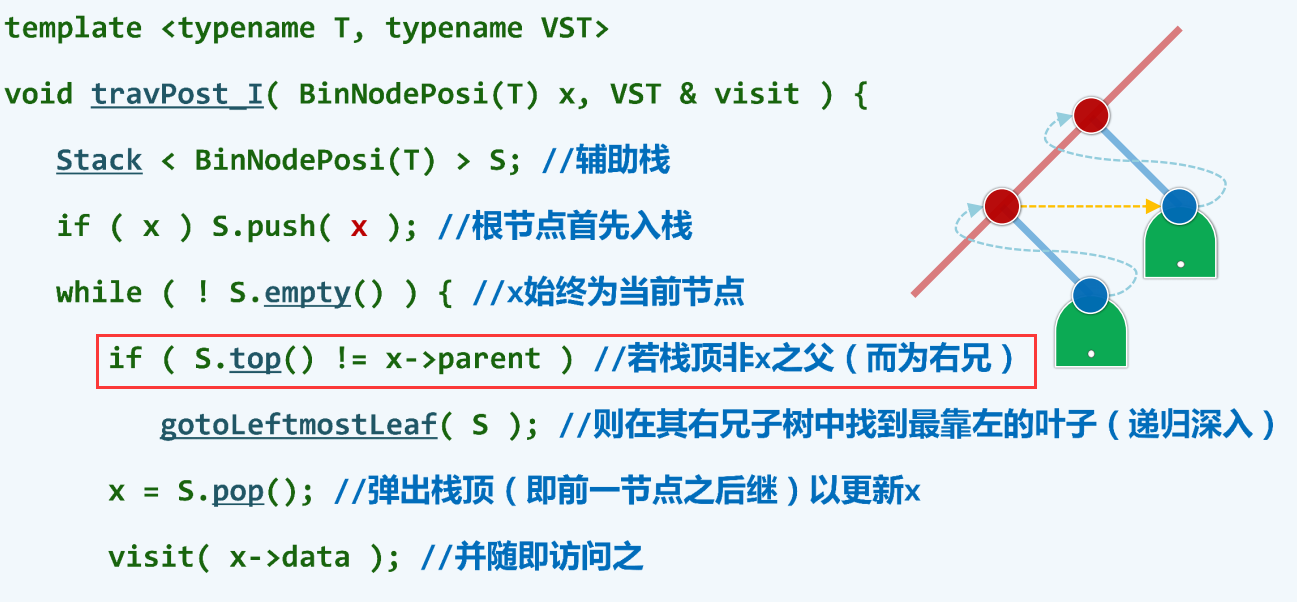 template <typename T, typename VST>
void travPost_I( BinNodePosi(T) x, VST & visit ) {
Stack < BinNodePosi(T) > S; //辅助栈
if ( x ) S.push( x ); //根节点首先入栈
while ( ! S.empty() ) { //x始终为当前节点
if ( S.top() != x->parent ) //若栈顶非x之父（而为右兄）
gotoLeftmostLeaf( S ); //则在其右兄子树中找到最靠左的叶子（递归深入）
x = S.pop(); //弹出栈顶（即前一节点之后继）以更新x
visit( x->data ); //并随即访问之